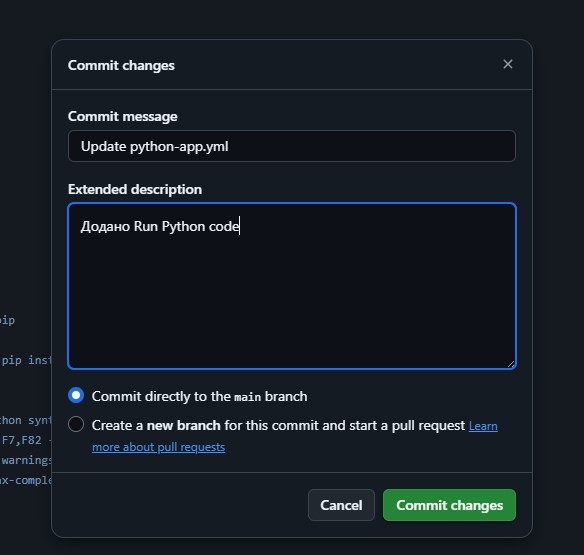 Commit changes
Commit message
Update python-app.yml
Extended description
Додано Run Python code
pip
pip inst
thon synt
F7,F82 -
warnings
ax-comple
Commit directly to the main branch
Create a new branch for this commit and start a pull request Learn
more about pull requests
Cancel
Commit changes